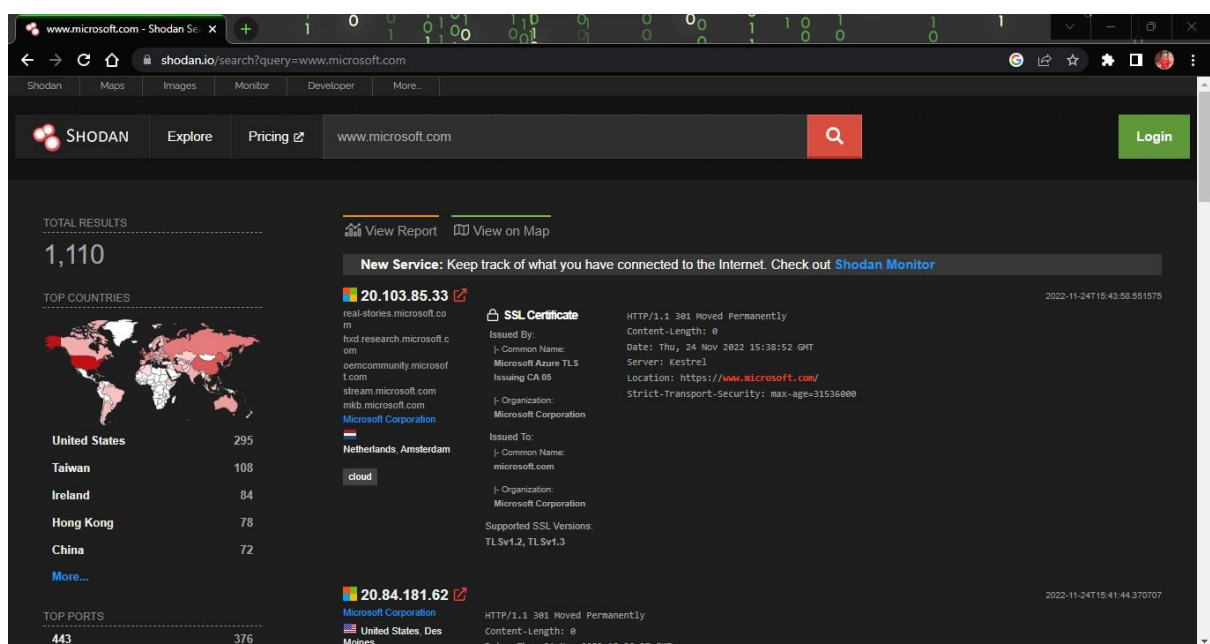 www.microsoft.com - Shodan Se
shodan.io/search?query=www.microsoft.com
Shodan Maps Images Monitor Developer More...
SHODAN Explore Pricing www.microsoft.com Login
TOTAL RESULTS
1,110
TOP COUNTRIES
United States 295
Taiwan 108
Ireland 84
Hong Kong 78
China 72
More...
TOP PORTS
443 376
View Report View on Map
New Service: Keep track of what you have connected to the Internet. Check out Shodan Monitor
20.103.85.33
2022-11-24T15:43:58.551575
real-stories.microsoft.co
m
hxd.research.microsoft.c
om
oemcommunity.microsof
t.com
stream.microsoft.com
mkb.microsoft.com
Microsoft Corporation
Netherlands, Amsterdam
cloud
SSL Certificate
Issued By:
|- Common Name:
Microsoft Azure TLS
Issuing CA 05
|- Organization:
Microsoft Corporation
Issued To:
|- Common Name:
microsoft.com
|- Organization:
Microsoft Corporation
Supported SSL Versions:
TLSv1.2, TLSv1.3
HTTP/1.1 301 Moved Permanently
Content-Length: 0
Date: Thu, 24 Nov 2022 15:38:52 GMT
Server: Kestrel
Location: https://www.microsoft.com/
Strict-Transport-Security: max-age=31536000
20.84.181.62
2022-11-24T15:41:44.370707
Microsoft Corporation
United States, Des
Moines
HTTP/1.1 301 Moved Permanently
Content-Length: 0